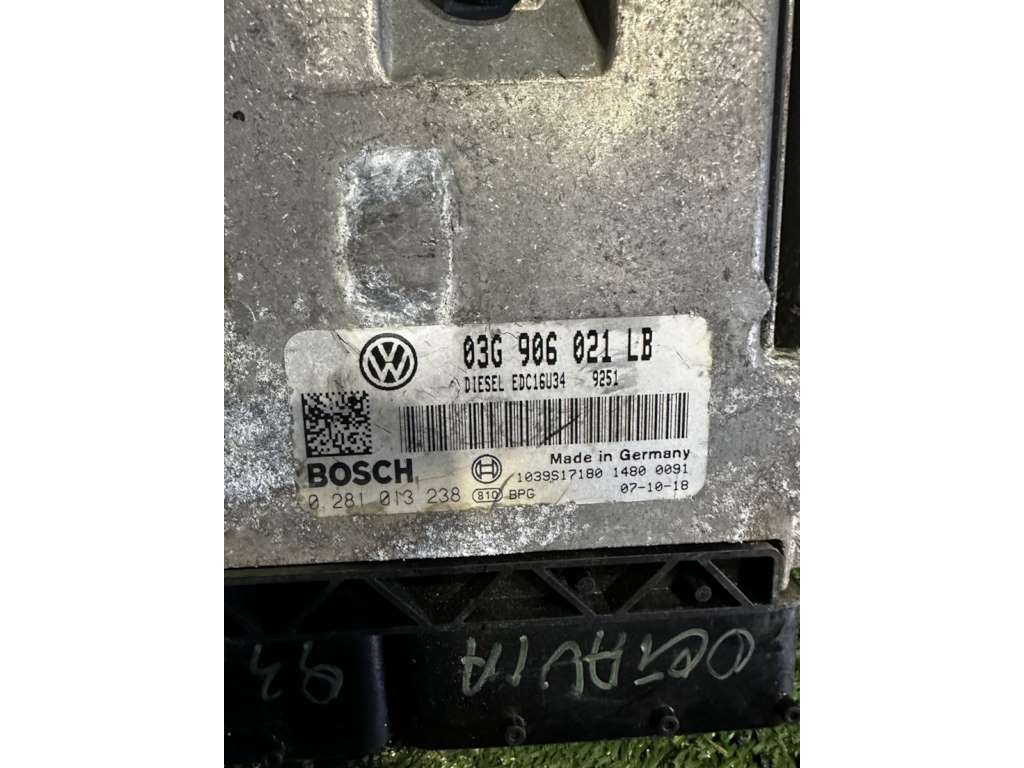 03G 906 021 LB
DIESEL EDC16U34 9251
Made in Germany
BOSCH
1039S17180 1480 0091
0 281 013 238 810 BPG 07-10-18
OCTAVIA